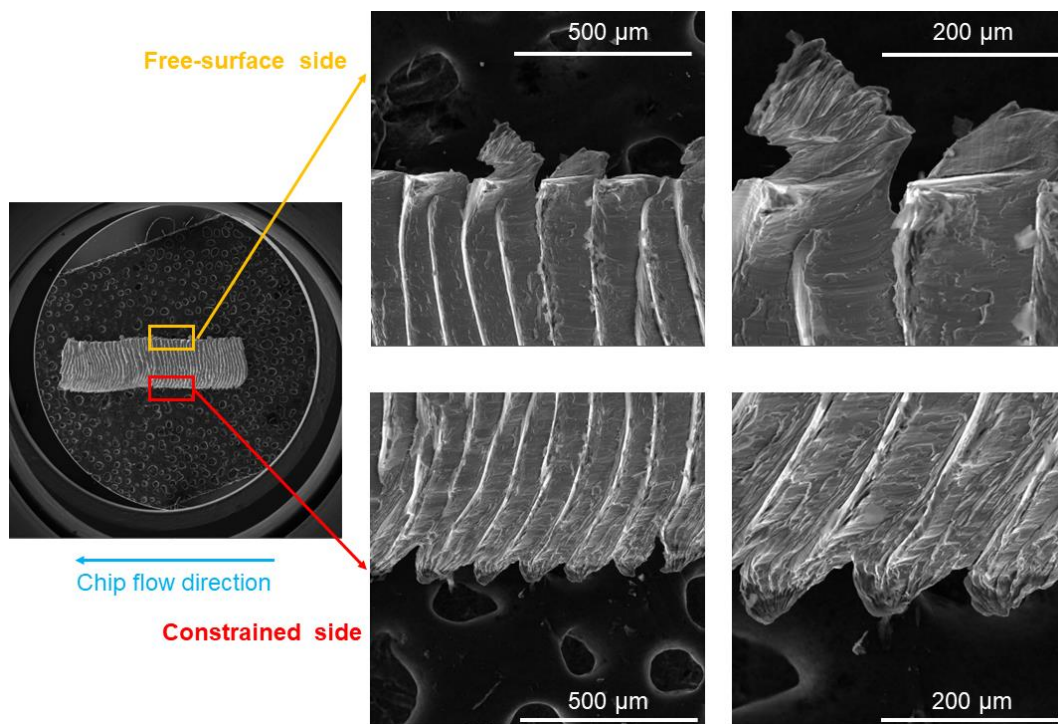 500 µm
200 µm
Free-surface side
Chip flow direction
Constrained side
500 µm
200 µm